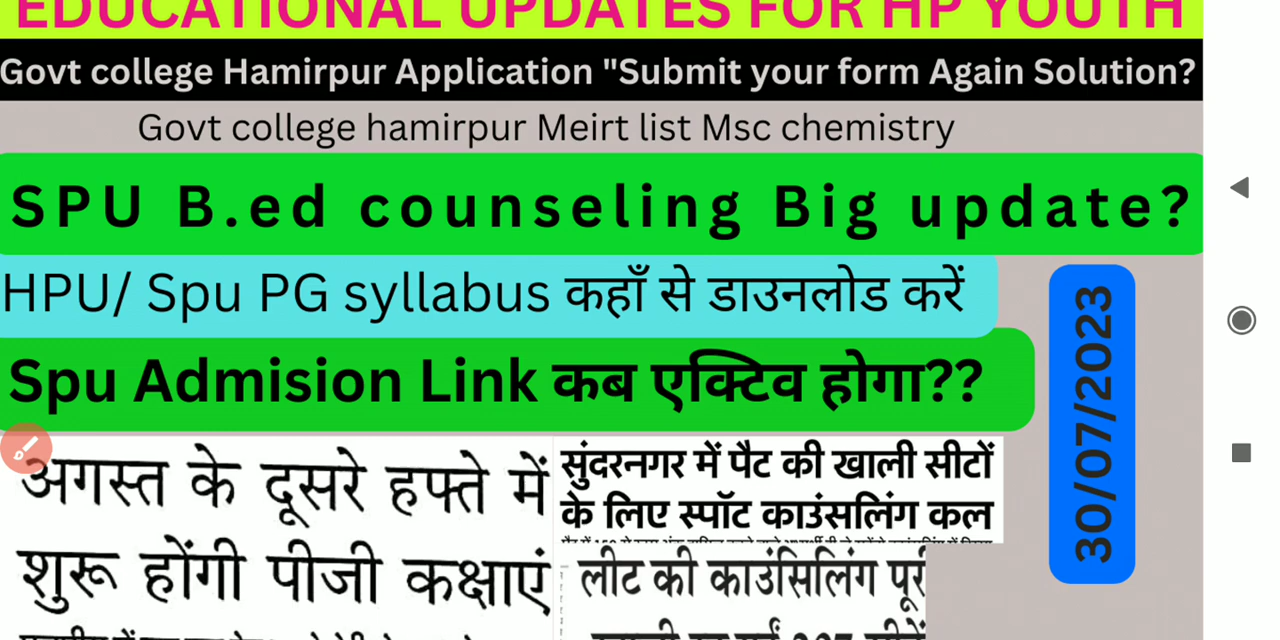 EDUCATIONAL UPDATES FOR HP YOUTH
Govt college Hamirpur Application "Submit your form Again Solution?
Govt college hamirpur Meirt list Msc chemistry
SPU B.ed counseling Big update?
HPU/ Spu PG syllabus कहाँ से डाउनलोड करें
Spu Admision Link कब एक्टिव होगा??
30/07/2023
अगस्त के दूसरे हफ्ते में
शुरू होंगी पीजी कक्षाएं
सुंदरनगर में पैट की खाली सीटों
के लिए स्पॉट काउंसलिंग कल
लीट की काउंसिलिंग पूरी